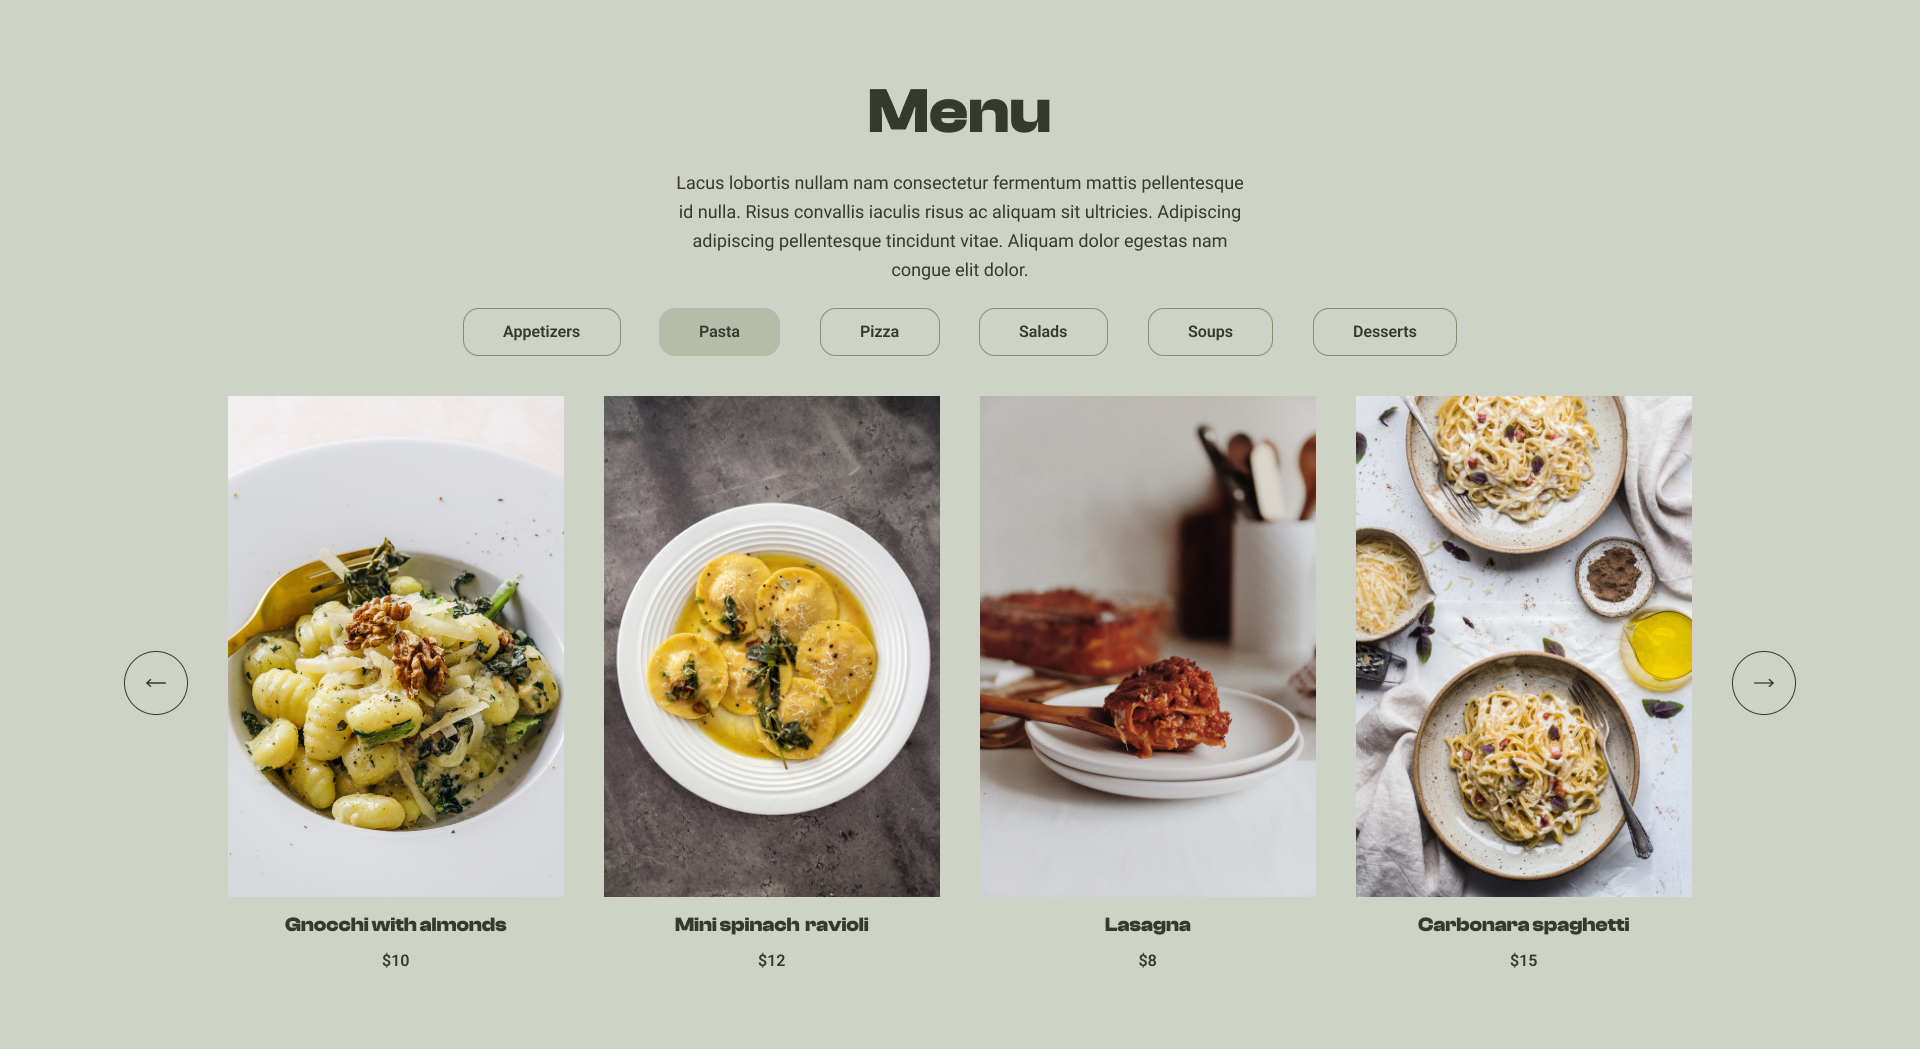 Menu
Lacus lobortis nullam nam consectetur fermentum mattis pellentesque
id nulla. Risus convallis iaculis risus ac aliquam sit ultricies. Adipiscing
adipiscing pellentesque tincidunt vitae. Aliquam dolor egestas nam
congue elit dolor.
Appetizers
Pasta
Pizza
Salads
Soups
Desserts
Gnocchi with almonds
$10
Mini spinach ravioli
$12
Lasagna
$8
Carbonara spaghetti
$15